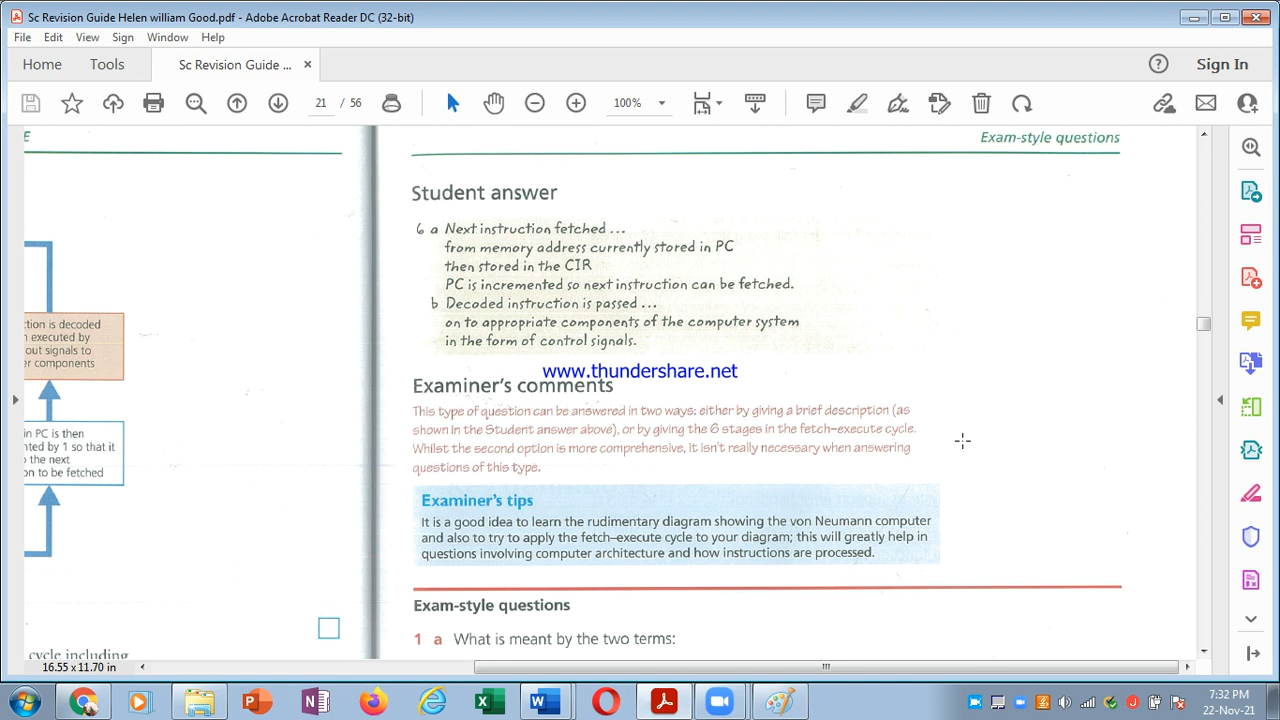 Sc Revision Guide Helen william Good.pdf - Adobe Acrobat Reader DC (32-bit)
File Edit View Sign Window Help
Home Tools Sc Revision Guide ... × Sign In
21 / 56 100%
E
Exam-style questions
Student answer
6 a Next instruction fetched ...
from memory address currently stored in PC
then stored in the CIR
PC is incremented so next instruction can be fetched.
b Decoded instruction is passed ...
on to appropriate components of the computer system
in the form of control signals.
ction is decoded
executed by
out signals to
er components
www.thundershare.net
Examiner's comments
This type of question can be answered in two ways: either by giving a brief description (as
shown in the Student answer above), or by giving the 6 stages in the fetch–execute cycle.
Whilst the second option is more comprehensive, it isn't really necessary when answering
questions of this type.
in PC is then
nted by 1 so that it
o the next
on to be fetched
Examiner's tips
It is a good idea to learn the rudimentary diagram showing the von Neumann computer
and also to try to apply the fetch–execute cycle to your diagram; this will greatly help in
questions involving computer architecture and how instructions are processed.
Exam-style questions
1 a What is meant by the two terms:
cycle including
16.55 x 11.70 in
7:32 PM
22-Nov-21